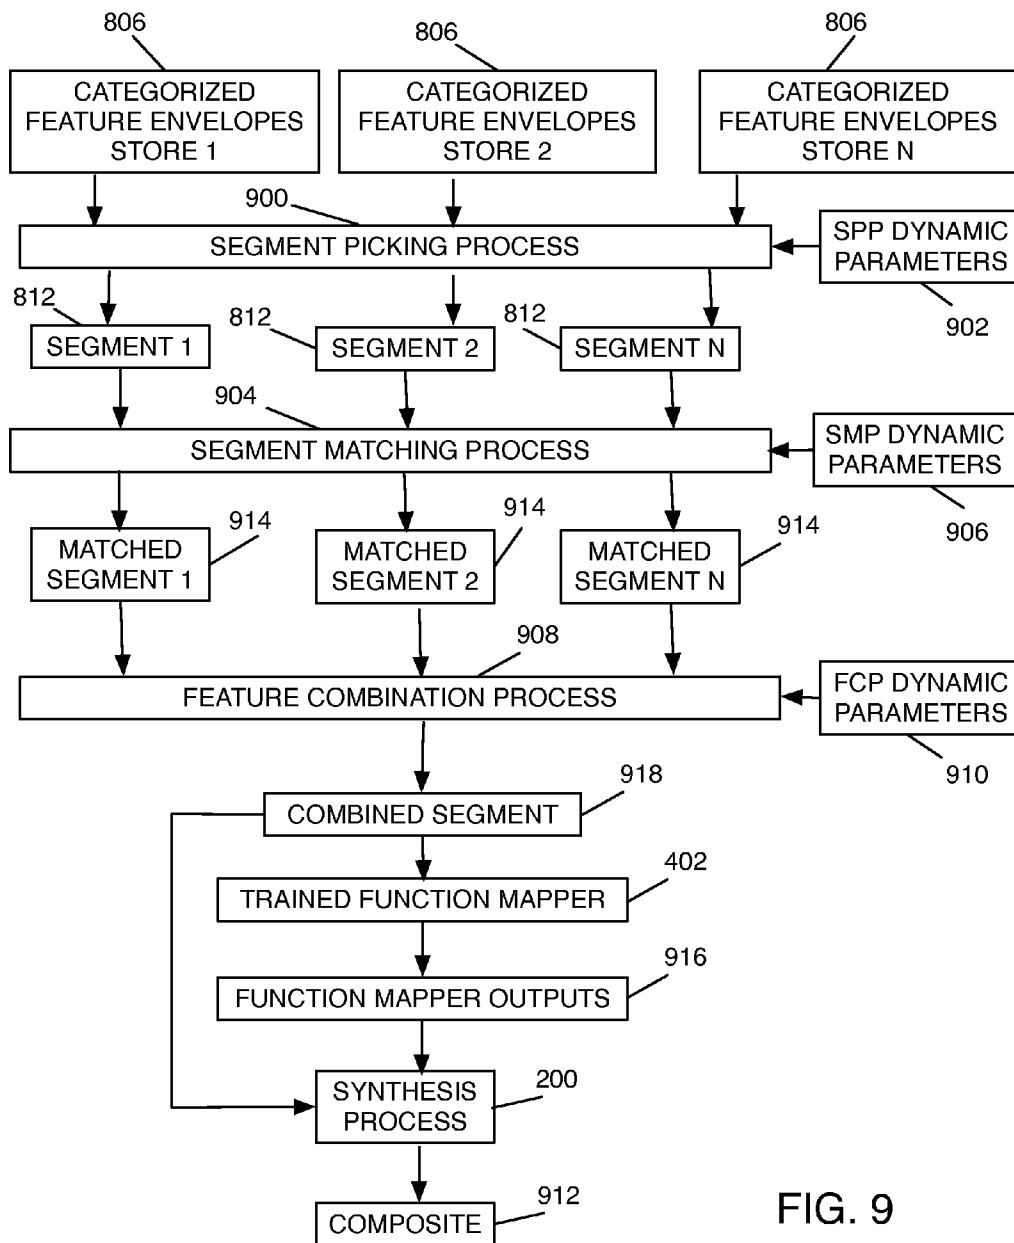 806
806
806
CATEGORIZED
FEATURE ENVELOPES
STORE 1
CATEGORIZED
FEATURE ENVELOPES
STORE 2
CATEGORIZED
FEATURE ENVELOPES
STORE N
900
SEGMENT PICKING PROCESS
SPP DYNAMIC
PARAMETERS
902
812
SEGMENT 1
812
SEGMENT 2
812
SEGMENT N
904
SEGMENT MATCHING PROCESS
SMP DYNAMIC
PARAMETERS
906
MATCHED
SEGMENT 1
914
MATCHED
SEGMENT 2
914
MATCHED
SEGMENT N
914
908
FEATURE COMBINATION PROCESS
FCP DYNAMIC
PARAMETERS
910
COMBINED SEGMENT
918
TRAINED FUNCTION MAPPER
402
FUNCTION MAPPER OUTPUTS
916
SYNTHESIS
PROCESS
200
COMPOSITE
912
FIG. 9